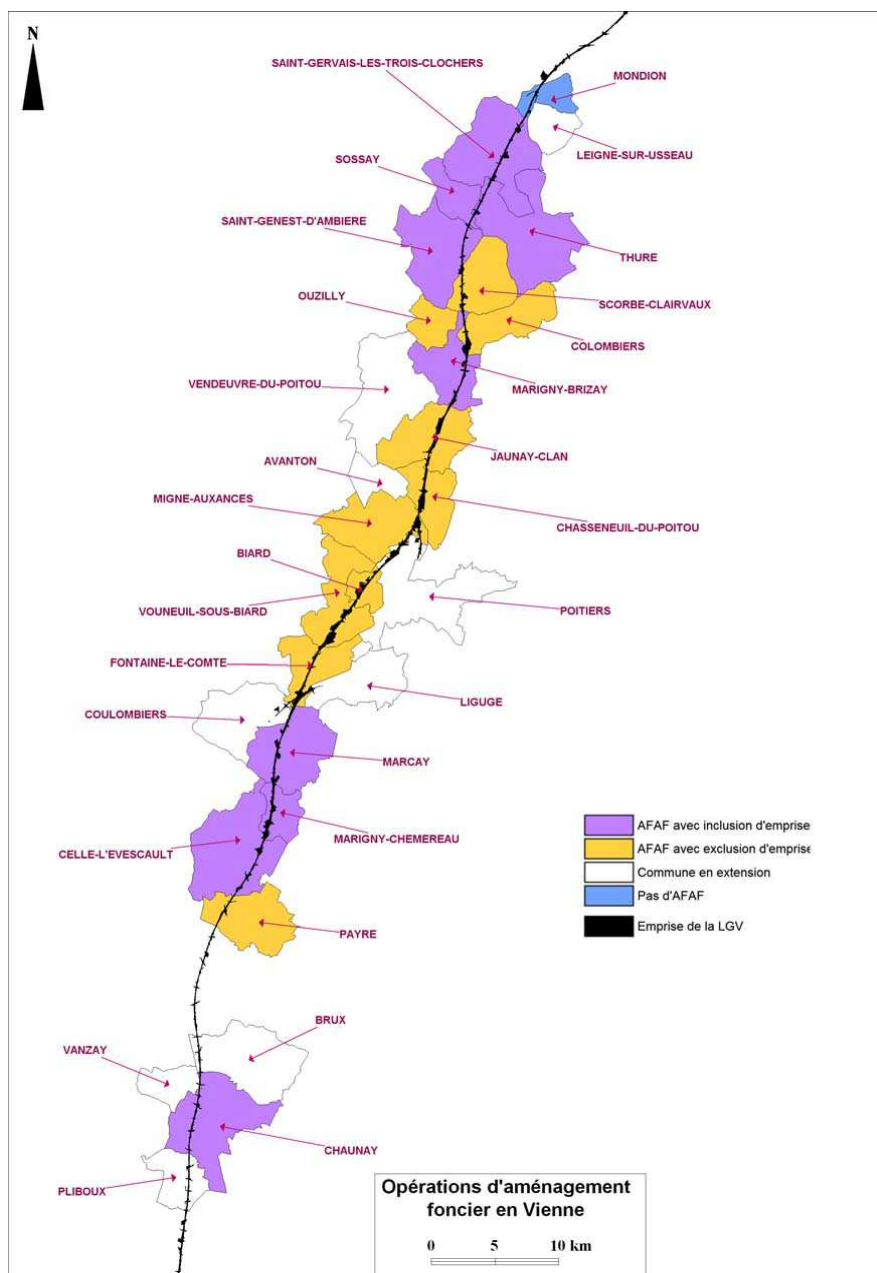 N
SAINT-GERVAIS-LES-TROIS-CLOCHERS
MONDION
LEIGNE-SUR-USSEAU
SOSSAY
SAINT-GENEST-D'AMBIERE
THURE
SCORBE-CLAIRVAUX
OUZILLY
COLOMBIERS
VENDEUVRE-DU-POITOU
MARIGNY-BRIZAY
JAUNAY-CLAN
AVANTON
MIGNE-AUXANCES
CHASSENEUIL-DU-POITOU
BIARD
VOUNEUIL-SOUS-BIARD
POITIERS
FONTAINE-LE-COMTE
LIGUGE
COULOMBIERS
MARCAY
MARIGNY-CHEMEREAU
CELLE-L'EVESCAULT
PAYRE
AFAF avec inclusion d'emprise
AFAF avec exclusion d'emprise
Commune en extension
Pas d'AFAF
Emprise de la LGV
BRUX
VANZAY
CHAUNAY
PLIBOUX
Opérations d'aménagement
foncier en Vienne
0 5 10 km